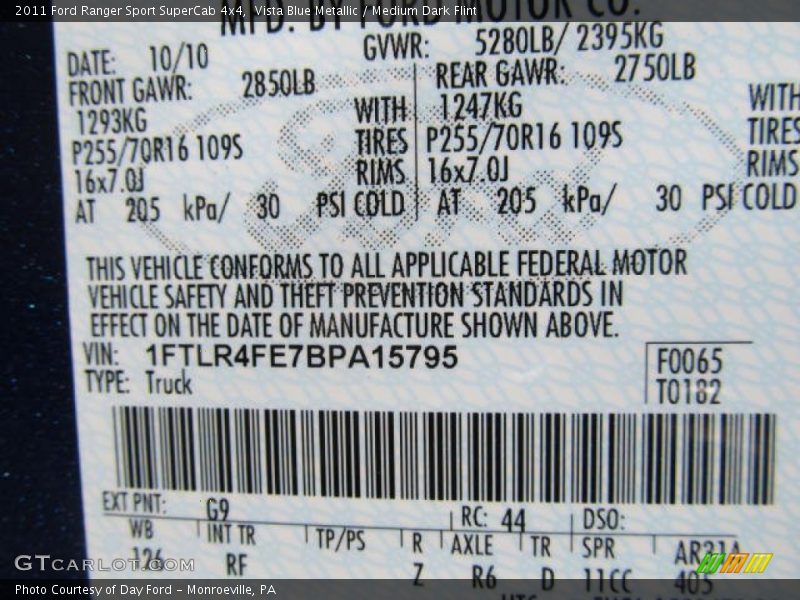 2011 Ford Ranger Sport SuperCab 4x4, Vista Blue Metallic / Medium Dark Flint
MFD. BY FORD MOTOR CO.
DATE: 10/10 GVWR: 5280LB/ 2395KG
FRONT GAWR: 2850LB REAR GAWR: 2750LB
1293KG WITH 1247KG WITH
P255/70R16 109S TIRES P255/70R16 109S TIRES
16x7.0J RIMS 16x7.0J RIMS
AT 205 kPa/ 30 PSI COLD AT 205 kPa/ 30 PSI COLD
THIS VEHICLE CONFORMS TO ALL APPLICABLE FEDERAL MOTOR
VEHICLE SAFETY AND THEFT PREVENTION STANDARDS IN
EFFECT ON THE DATE OF MANUFACTURE SHOWN ABOVE.
VIN: 1FTLR4FE7BPA15795 F0065
TYPE: Truck T0182
EXT PNT: G9 RC: 44 DSO:
WB INT TR TP/PS R AXLE TR SPR AR21A
126 RF Z R6 D 11CC 405
GTCARLOT.COM
Photo Courtesy of Day Ford – Monroeville, PA